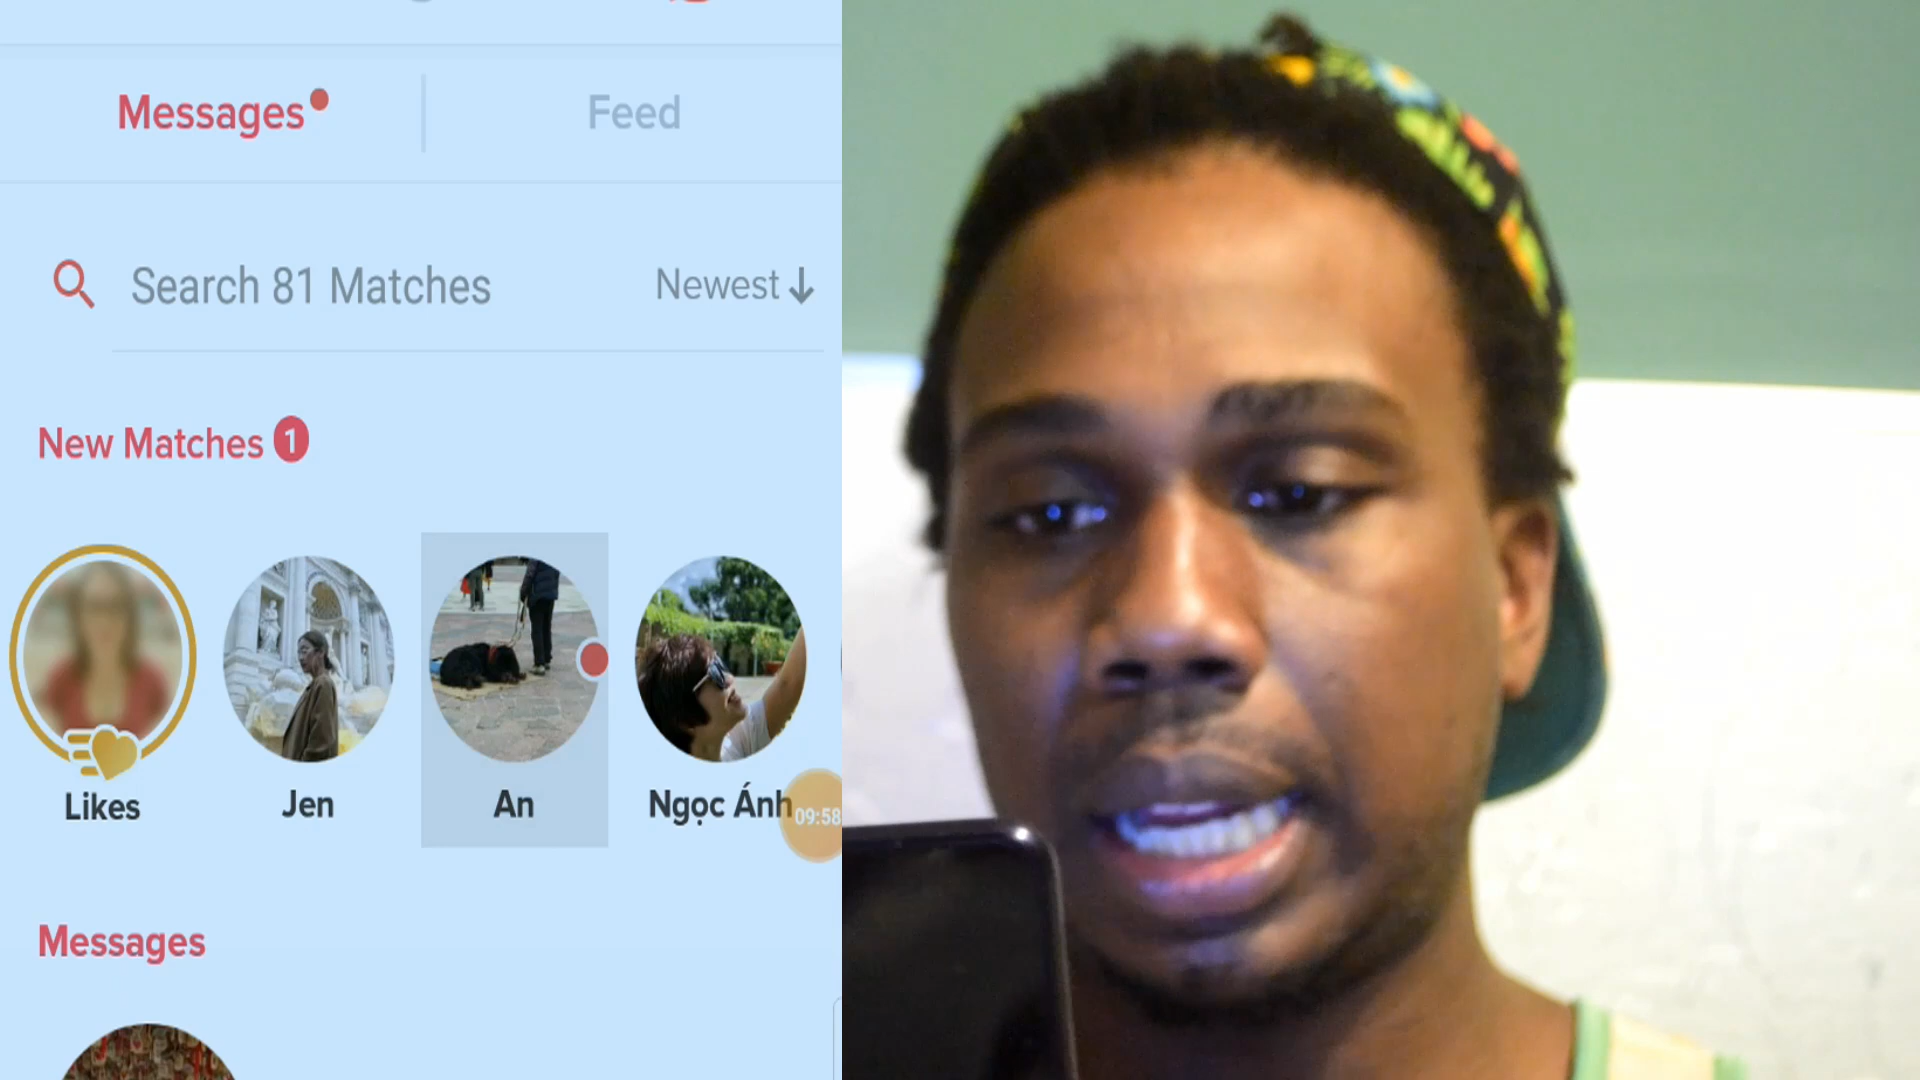 Messages
Feed
Search 81 Matches
Newest
New Matches 1
Likes
Jen
An
Ngọc Ánh
09:58
Messages